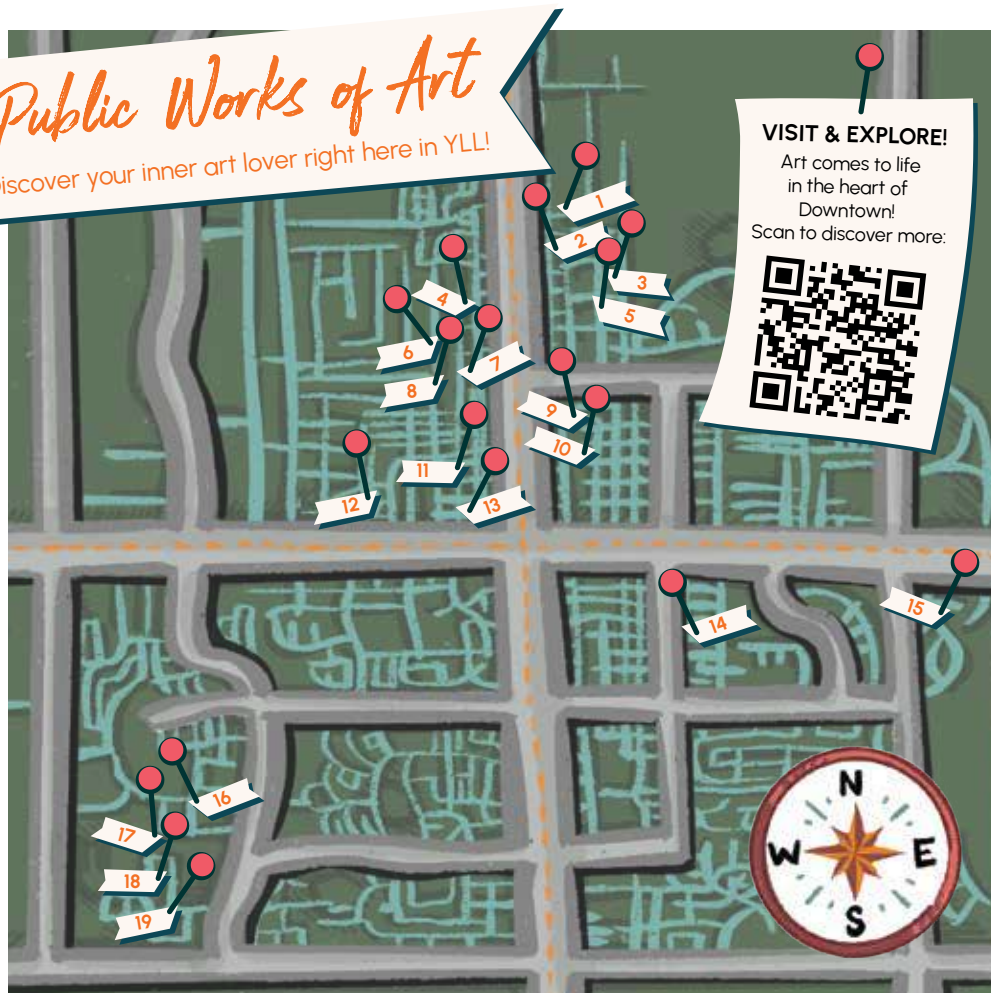 Public Works of Art
Discover your inner art lover right here in YLL!
VISIT & EXPLORE!
Art comes to life
in the heart of
Downtown!
Scan to discover more:
1
2
3
4
5
6
7
8
9
10
11
12
13
14
15
16
17
18
19
N
W
E
S